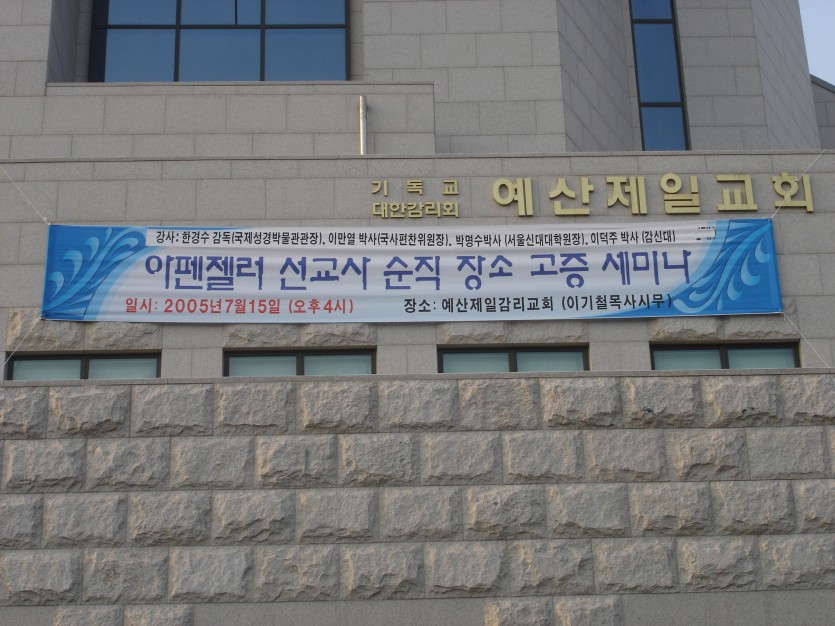 기독교
대한감리회
예산제일교회
강사: 한경수 감독(국제성경박물관관장), 이만열 박사(국사편찬위원장), 박명수박사 (서울신대대학원장), 이덕주 박사 (감신대)
아펜젤러 선교사 순직 장소 고증 세미나
일시: 2005년7월15일 (오후4시) 장소: 예산제일감리교회 (이기철목사시무)